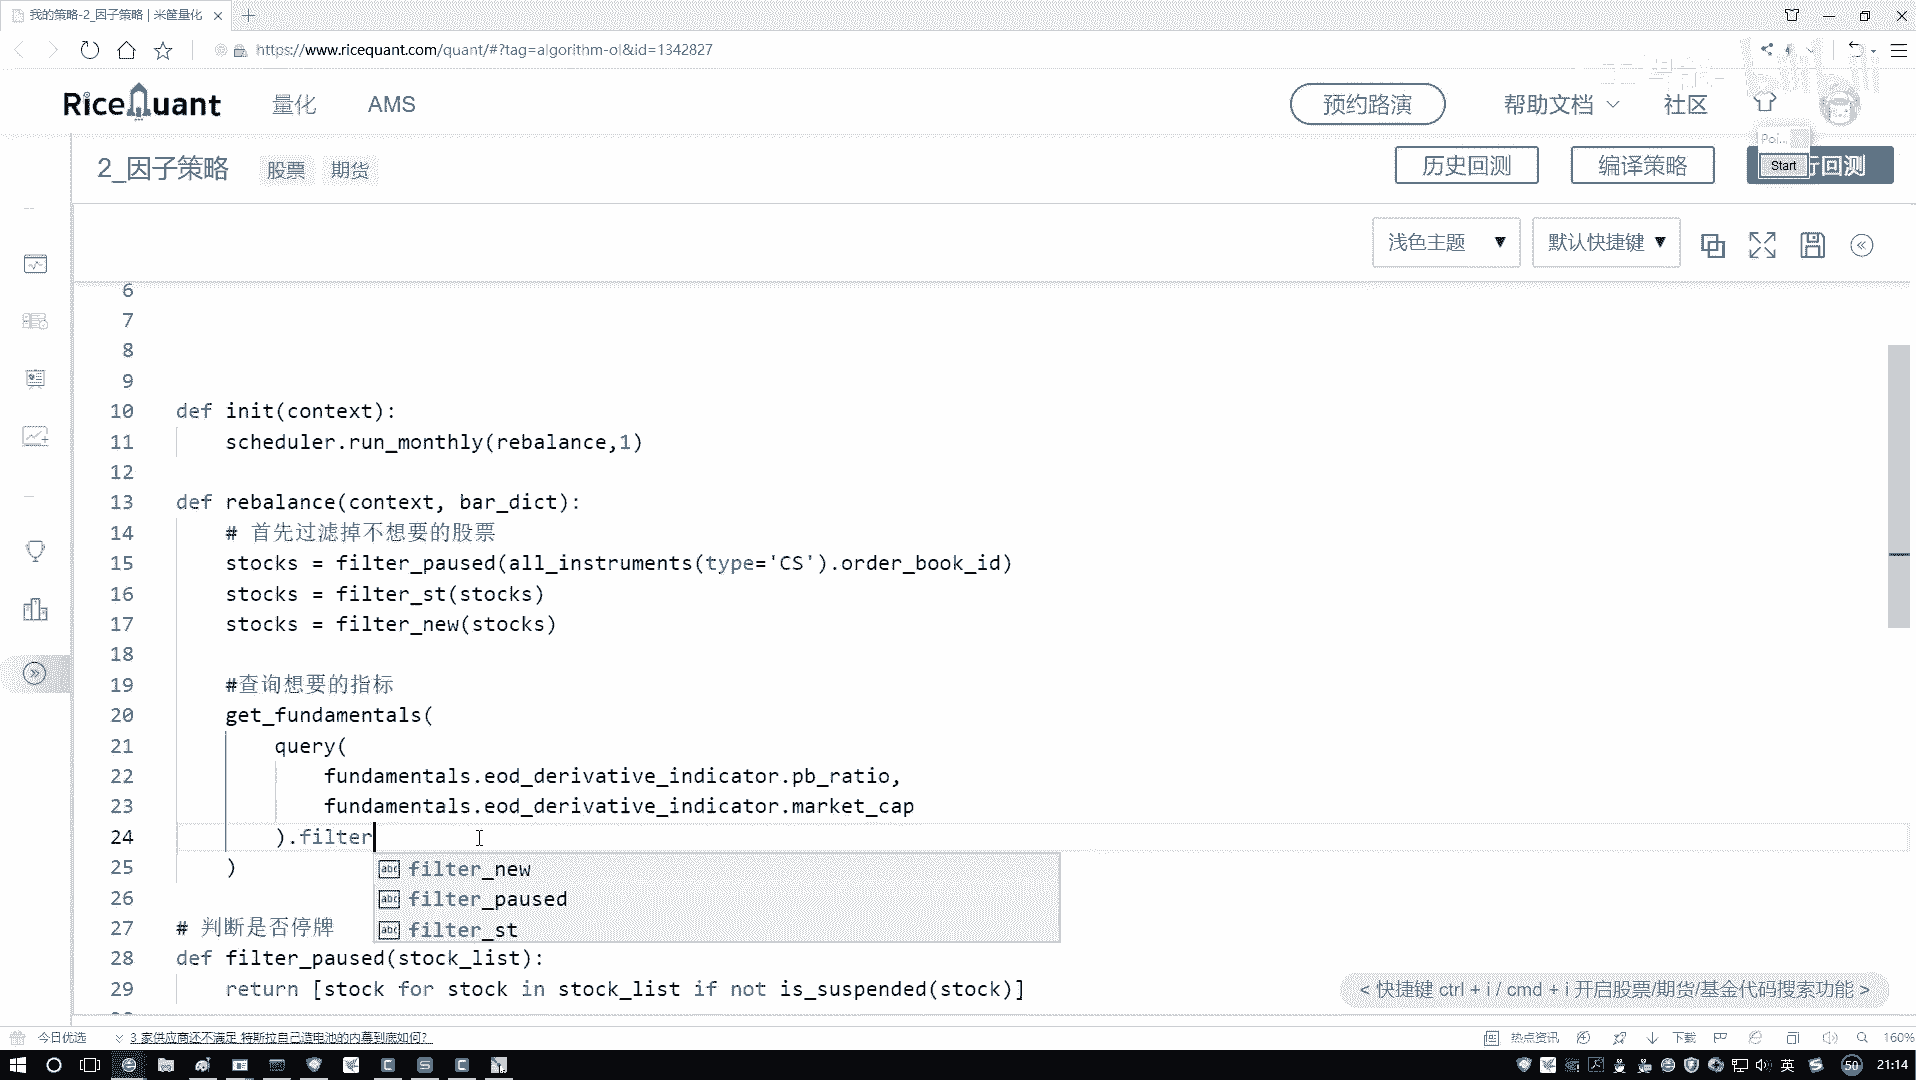 我的策略-2_因子策略 | 米筐量化
https://www.ricequant.com/quant/#?tag=algorithm-ol&id=1342827
RiceQuant 量化 AMS 预约路演 帮助文档 社区
Poi...
2_因子策略 股票 期货 历史回测 编译策略 Start 行回测
浅色主题 默认快捷键
6
7
8
9
10 def init(context):
11 scheduler.run_monthly(rebalance,1)
12
13 def rebalance(context, bar_dict):
14 # 首先过滤掉不想要的股票
15 stocks = filter_paused(all_instruments(type='CS').order_book_id)
16 stocks = filter_st(stocks)
17 stocks = filter_new(stocks)
18
19 #查询想要的指标
20 get_fundamentals(
21 query(
22 fundamentals.eod_derivative_indicator.pb_ratio,
23 fundamentals.eod_derivative_indicator.market_cap
24 ).filter
25 )
abc filter_new
26
abc filter_paused
27 # 判断是否停牌
abc filter_st
28 def filter_paused(stock_list):
29 return [stock for stock in stock_list if not is_suspended(stock)]
< 快捷键 ctrl + i / cmd + i 开启股票/期货/基金代码搜索功能 >
今日优选 3 家供应商还不满足 特斯拉自己造电池的内幕到底如何? 热点资讯 下载 160%
英 50 21:14